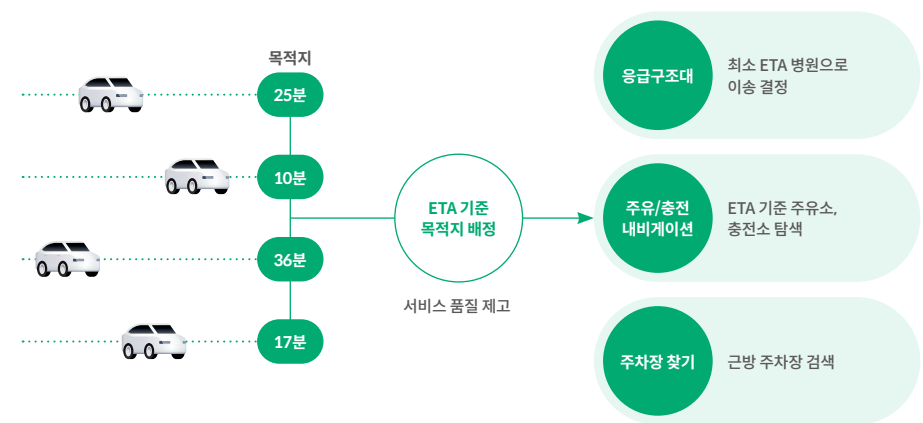 목적지
25분
10분
36분
17분
ETA 기준
목적지 배정
서비스 품질 제고
응급구조대
최소 ETA 병원으로
이송 결정
주유/충전
내비게이션
ETA 기준 주유소,
충전소 탐색
주차장 찾기
근방 주차장 검색